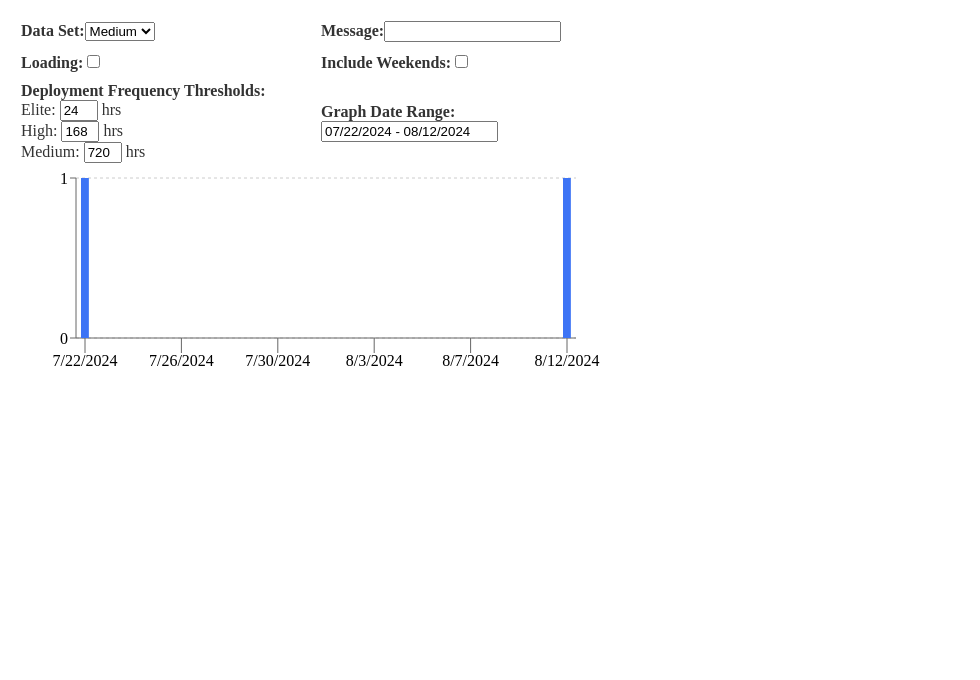 Data Set: Medium
Message:
Loading:
Include Weekends:
Deployment Frequency Thresholds:
Elite: 24 hrs
High: 168 hrs
Medium: 720 hrs
Graph Date Range:
07/22/2024 - 08/12/2024
1
0
7/22/2024 7/26/2024 7/30/2024 8/3/2024 8/7/2024 8/12/2024